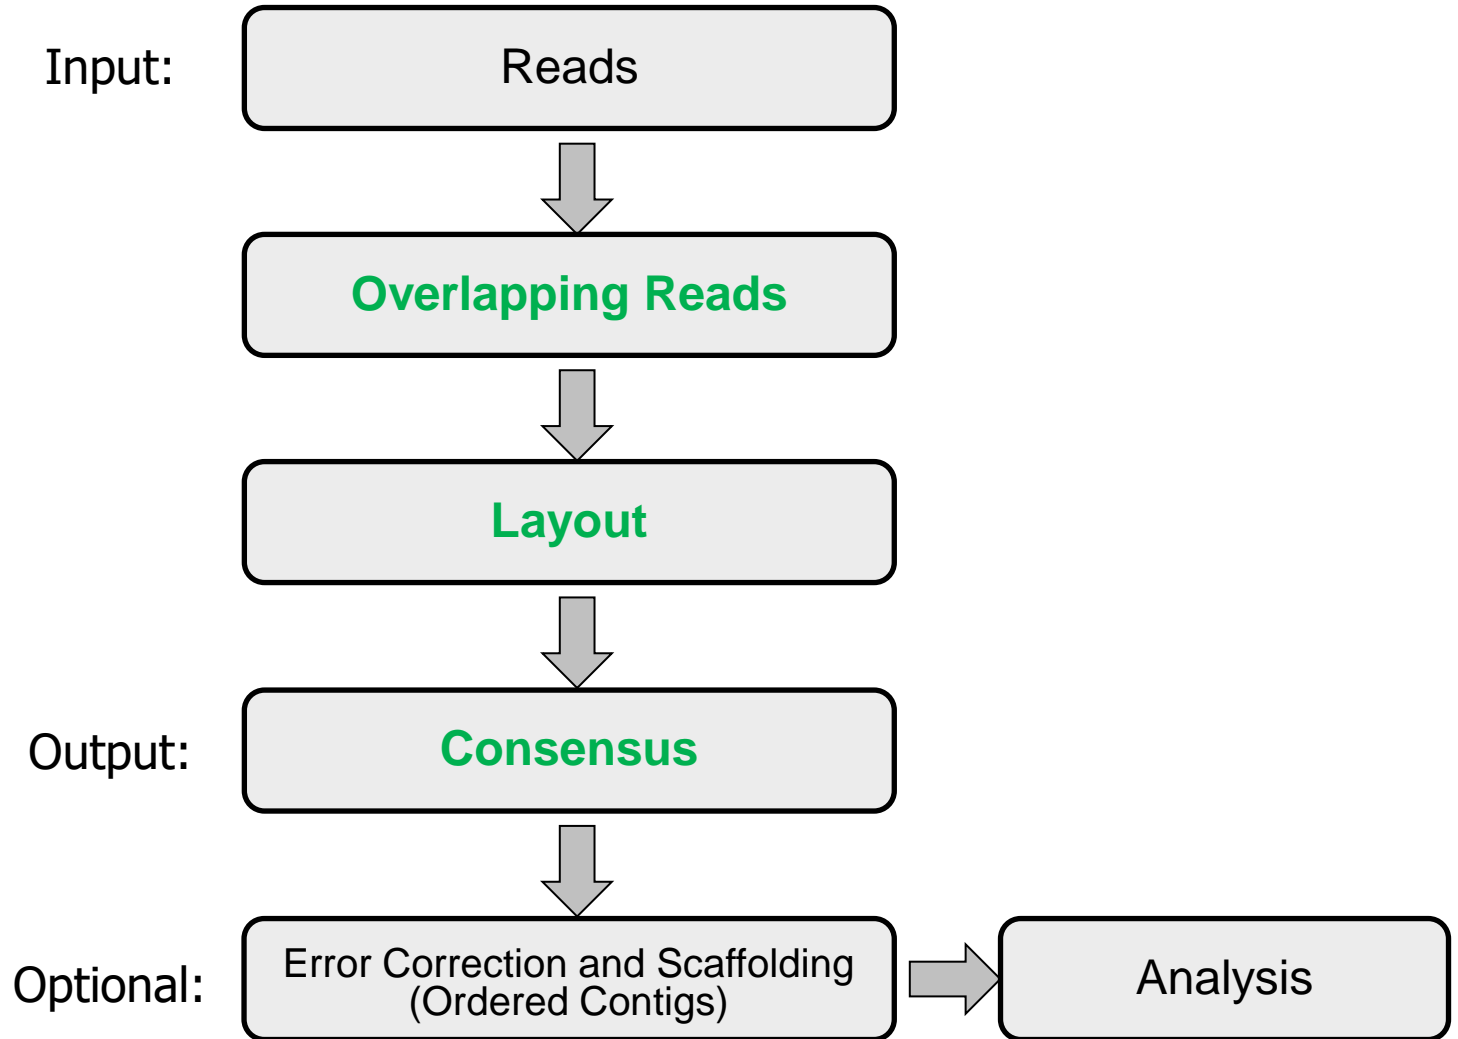 Input:
Reads
Overlapping Reads
Layout
Output:
Consensus
Optional:
Error Correction and Scaffolding
(Ordered Contigs)
Analysis